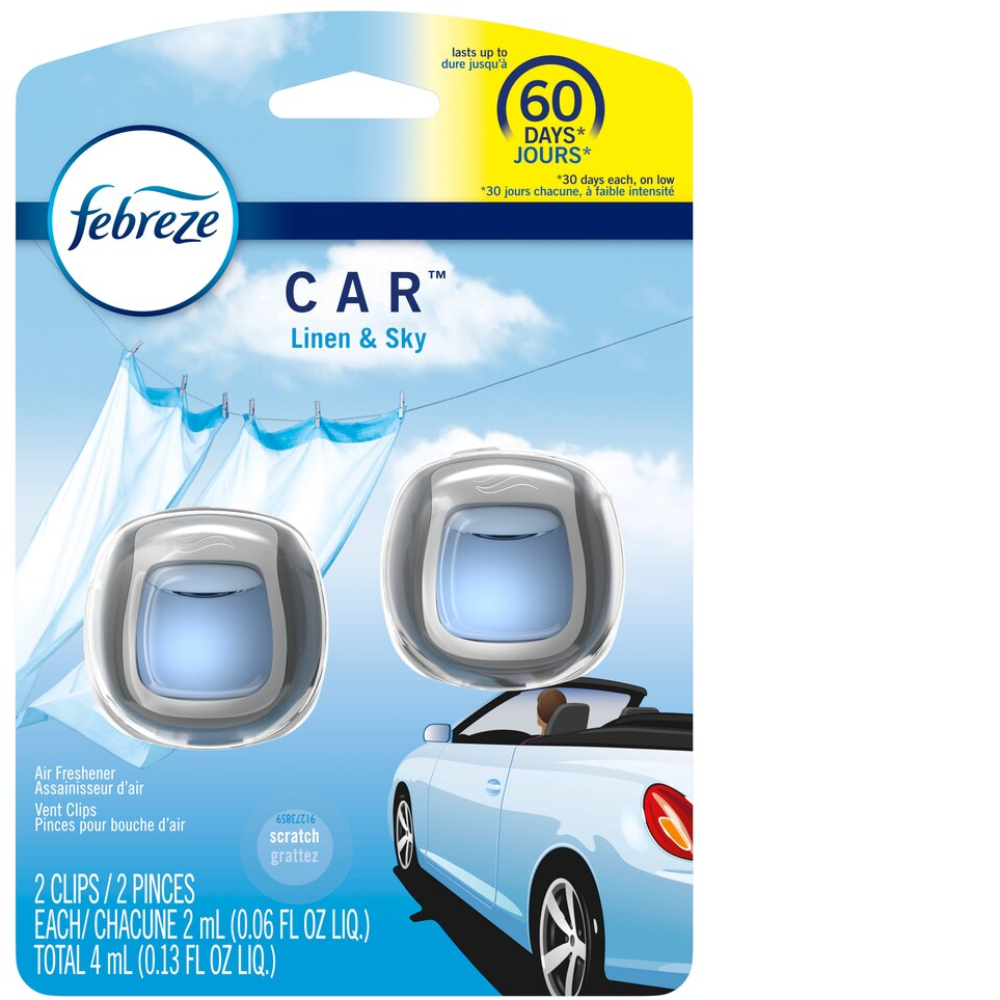 lasts up to
dure jusqu'à
60
DAYS*
JOURS*
*30 days each, on low
*30 jours chacune, à faible intensité
febreze
CAR™
Linen & Sky
Air Freshener
Assainisseur d'air
Vent Clips
Pinces pour bouche d'air
91273859
scratch
grattez
2 CLIPS / 2 PINCES
EACH/ CHACUNE 2 mL (0.06 FL OZ LIQ.)
TOTAL 4 mL (0.13 FL OZ LIQ.)